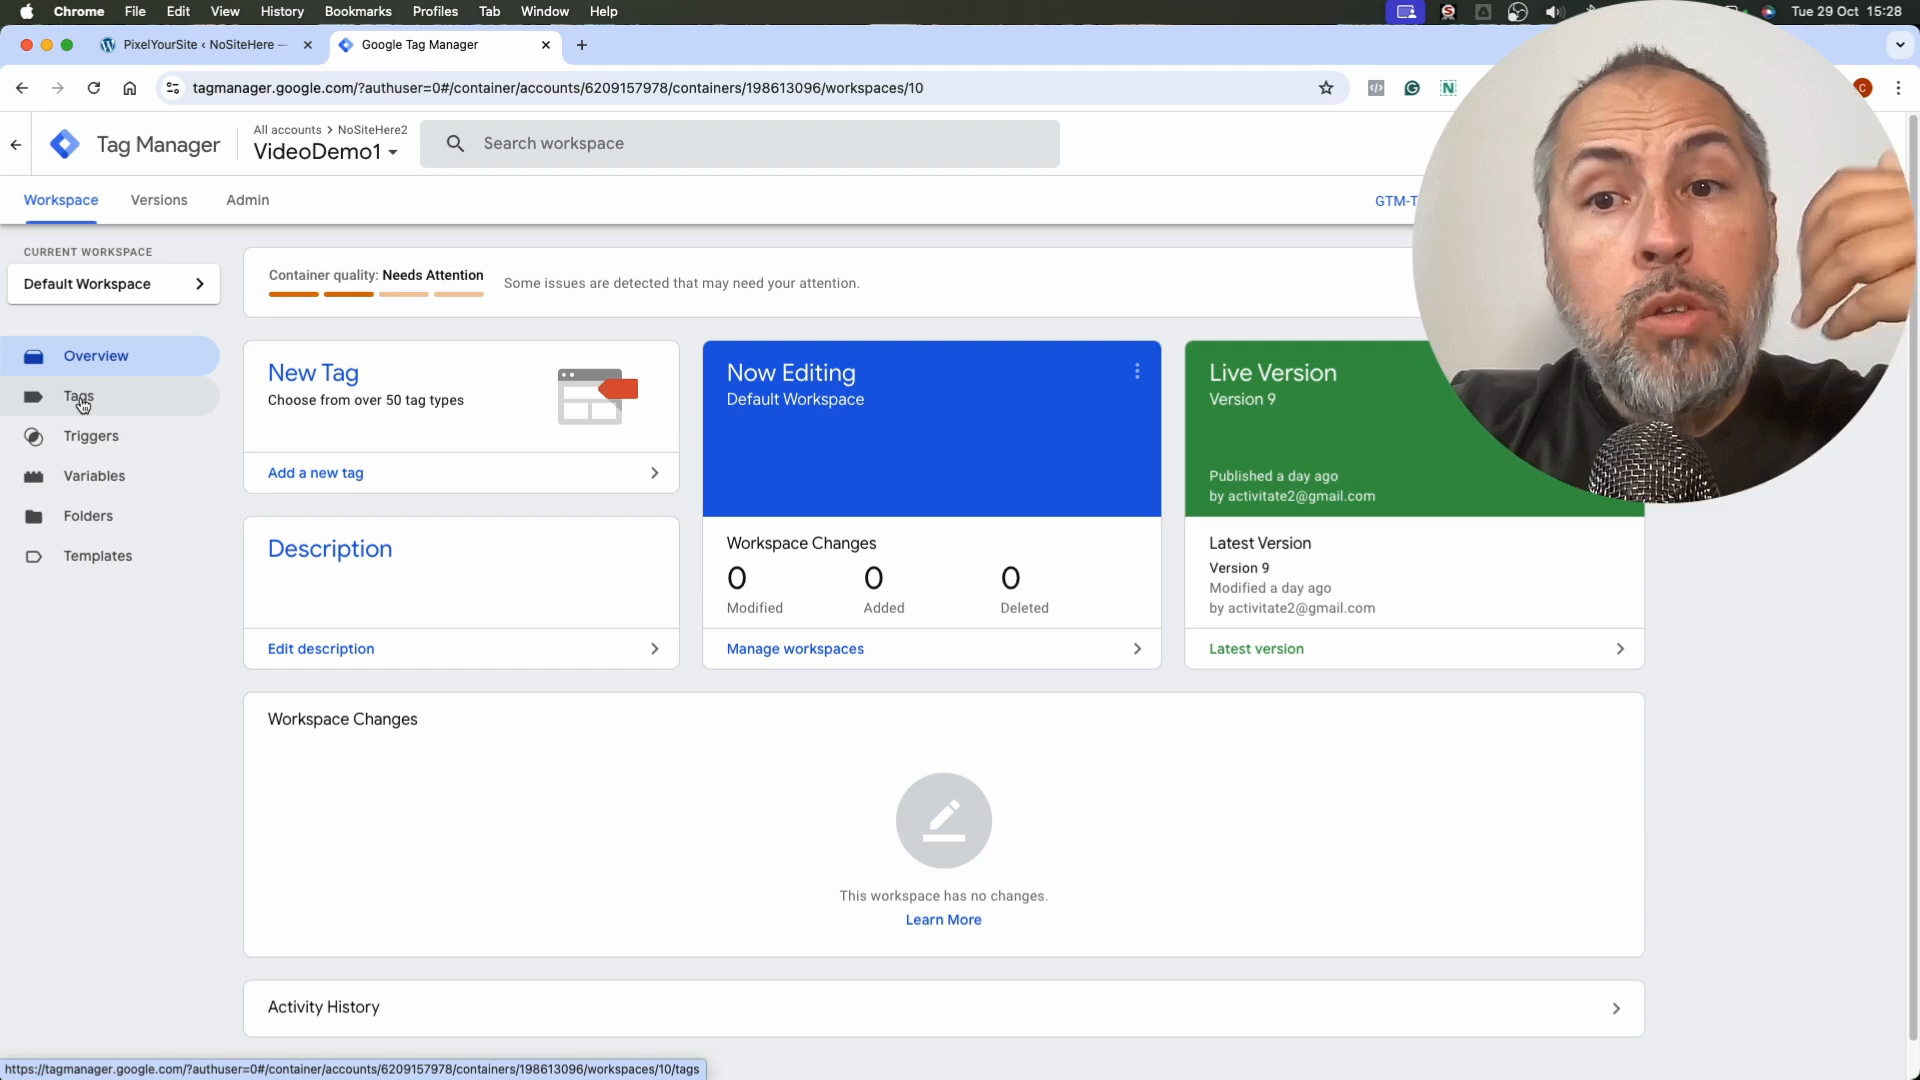 Chrome File Edit View History Bookmarks Profiles Tab Window Help
Tue 29 Oct 15:28
PixelYourSite ‹ NoSiteHere —
Google Tag Manager
tagmanager.google.com/?authuser=0#/container/accounts/6209157978/containers/198613096/workspaces/10
Tag Manager
All accounts > NoSiteHere2
VideoDemo1
Search workspace
Workspace
Versions
Admin
GTM-T
CURRENT WORKSPACE
Default Workspace
Overview
Tags
Triggers
Variables
Folders
Templates
Container quality: Needs Attention
Some issues are detected that may need your attention.
New Tag
Choose from over 50 tag types
Add a new tag
Description
Edit description
Now Editing
Default Workspace
Workspace Changes
0 0 0
Modified Added Deleted
Manage workspaces
Live Version
Version 9
Published a day ago
by activitate2@gmail.com
Latest Version
Version 9
Modified a day ago
by activitate2@gmail.com
Latest version
Workspace Changes
This workspace has no changes.
Learn More
Activity History
https://tagmanager.google.com/?authuser=0#/container/accounts/6209157978/containers/198613096/workspaces/10/tags